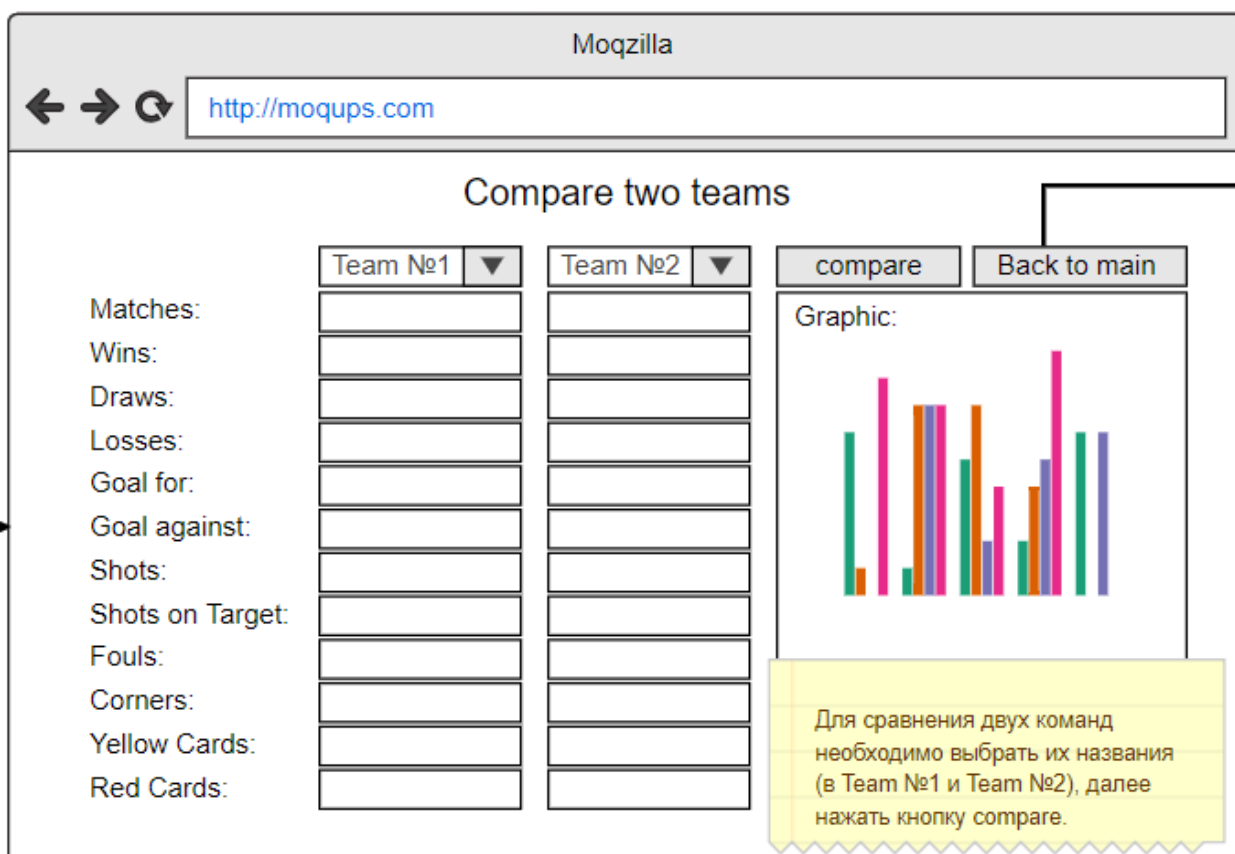 Moqzilla
http://moqups.com
Compare two teams
Team №1
Team №2
compare
Back to main
Matches:
Wins:
Draws:
Losses:
Goal for:
Goal against:
Shots:
Shots on Target:
Fouls:
Corners:
Yellow Cards:
Red Cards:
Graphic:
Для сравнения двух команд
необходимо выбрать их названия
(в Team №1 и Team №2), далее
нажать кнопку compare.